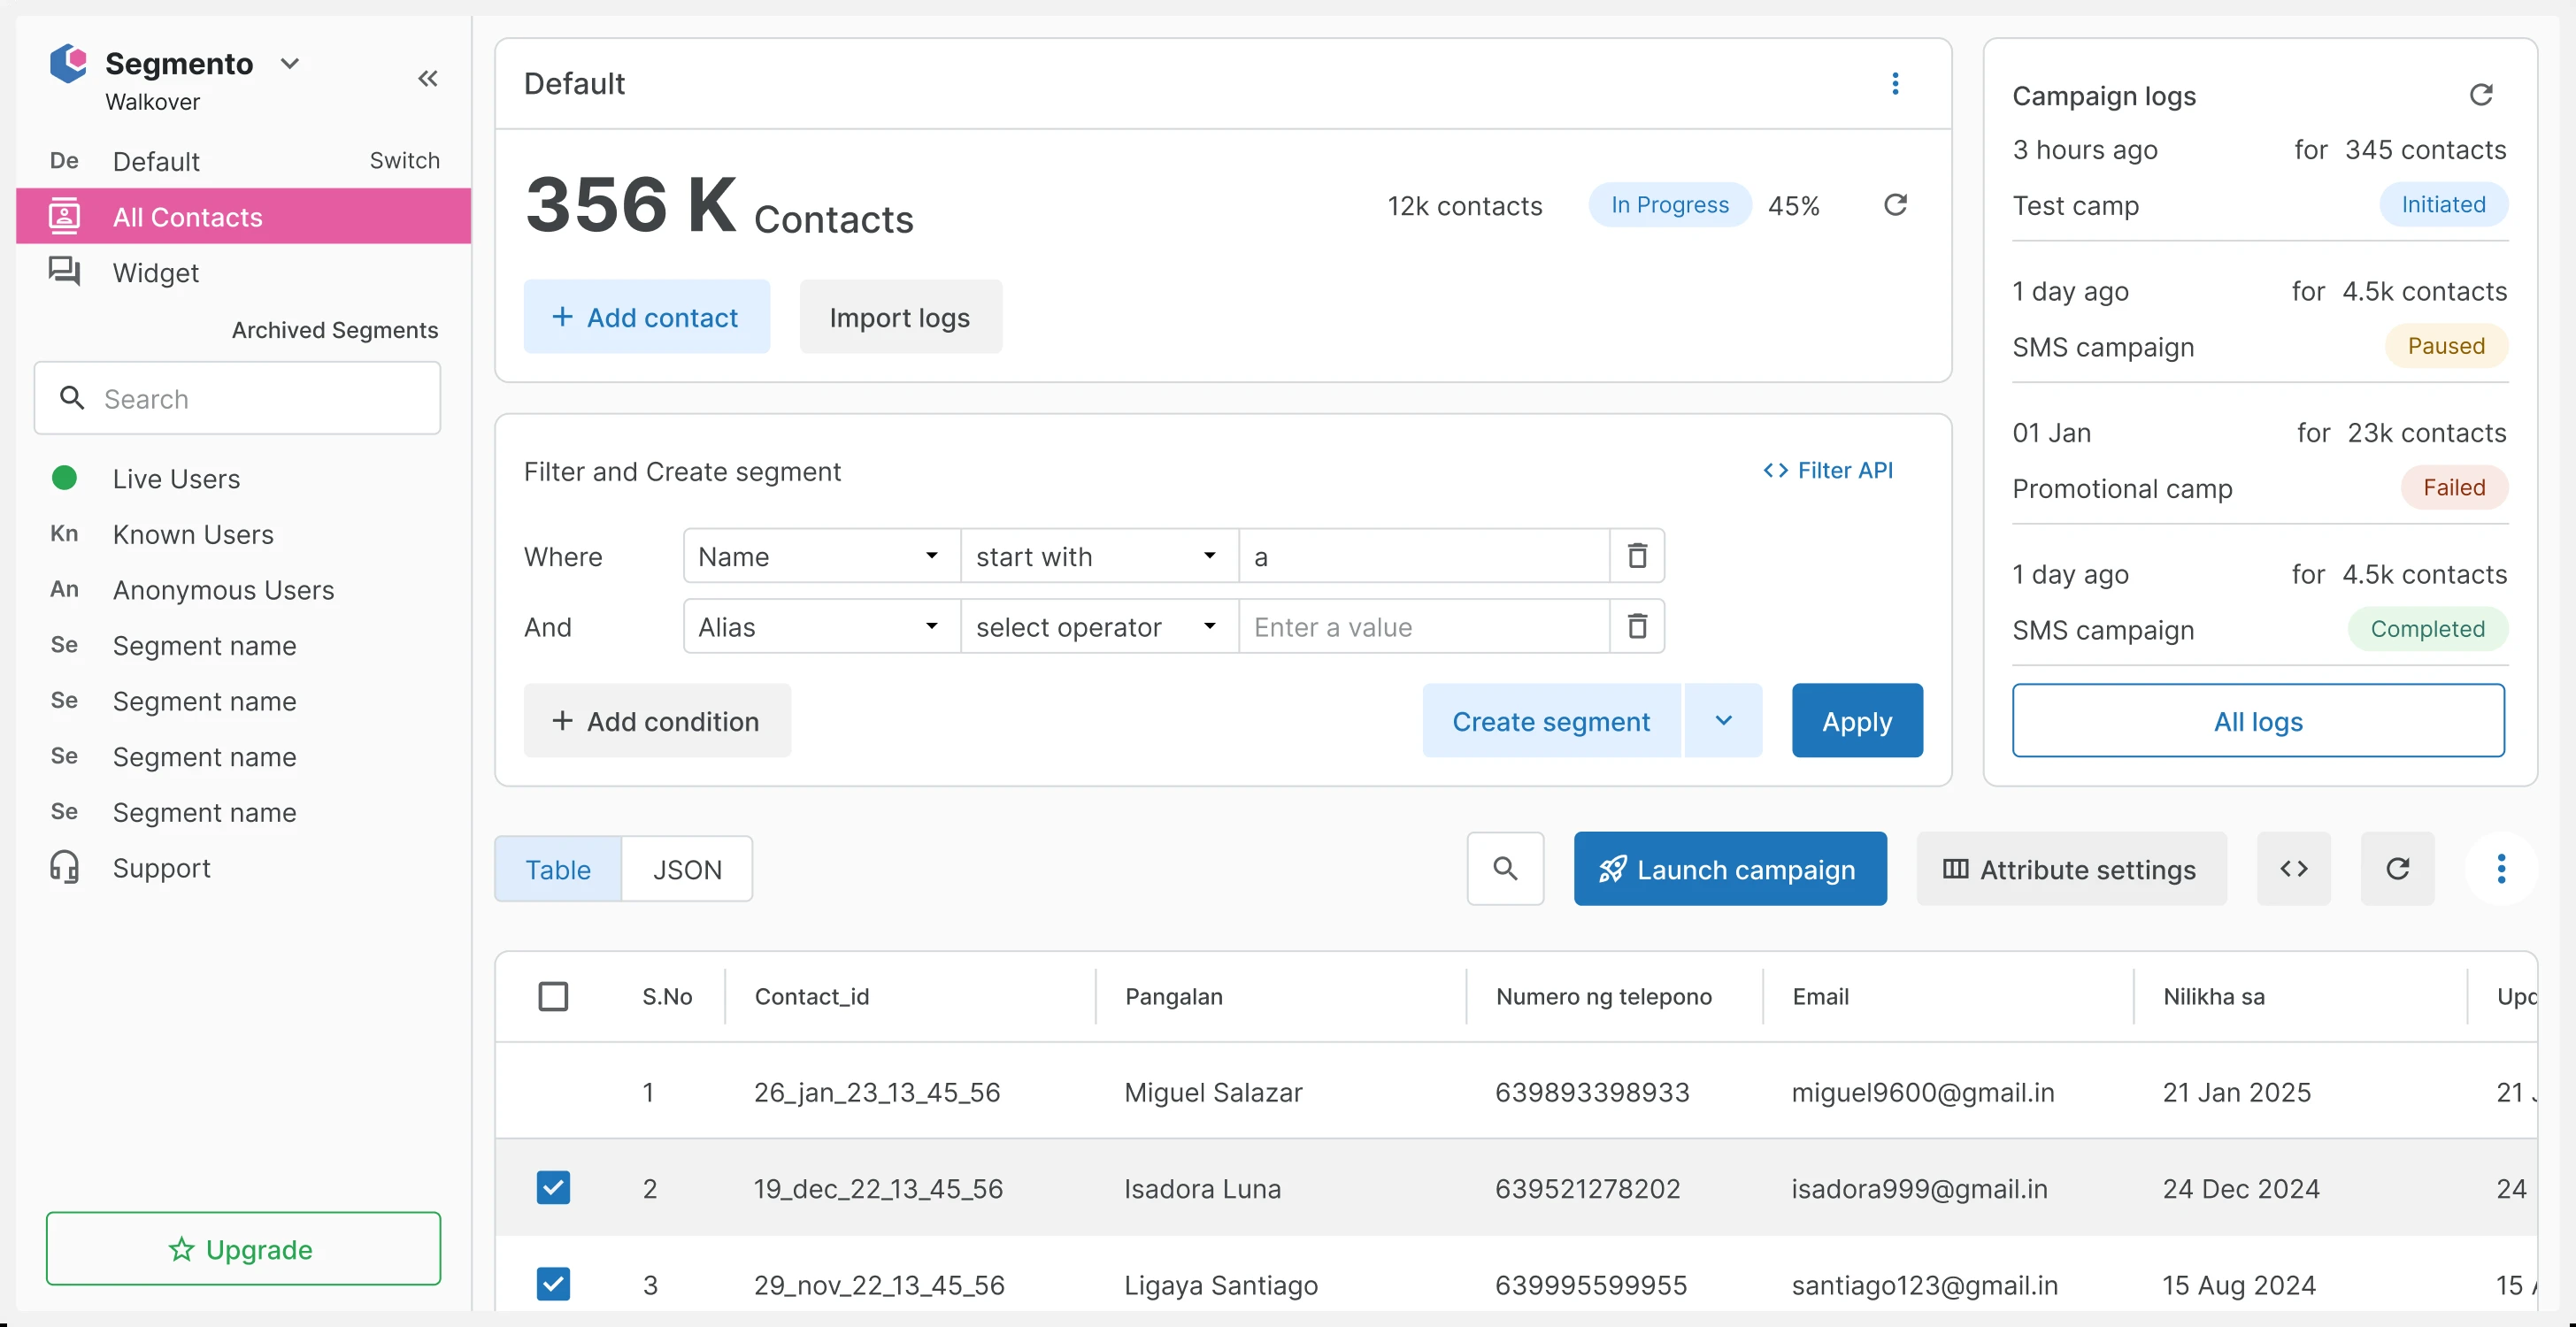 Segmento
Walkover
De Default Switch
All Contacts
Widget
Archived Segments
Search
Live Users
Kn Known Users
An Anonymous Users
Se Segment name
Se Segment name
Se Segment name
Se Segment name
Support
Upgrade
Default
356 K Contacts
12k contacts In Progress 45%
+ Add contact Import logs
Filter and Create segment <> Filter API
Where Name start with a
And Alias select operator Enter a value
+ Add condition Create segment Apply
Campaign logs
3 hours ago for 345 contacts
Test camp Initiated
1 day ago for 4.5k contacts
SMS campaign Paused
01 Jan for 23k contacts
Promotional camp Failed
1 day ago for 4.5k contacts
SMS campaign Completed
All logs
Table JSON Launch campaign Attribute settings <>
S.No Contact_id Pangalan Numero ng telepono Email Nilikha sa
1 26_jan_23_13_45_56 Miguel Salazar 639893398933 miguel9600@gmail.in 21 Jan 2025 21
2 19_dec_22_13_45_56 Isadora Luna 639521278202 isadora999@gmail.in 24 Dec 2024 24
3 29_nov_22_13_45_56 Ligaya Santiago 639995599955 santiago123@gmail.in 15 Aug 2024 15